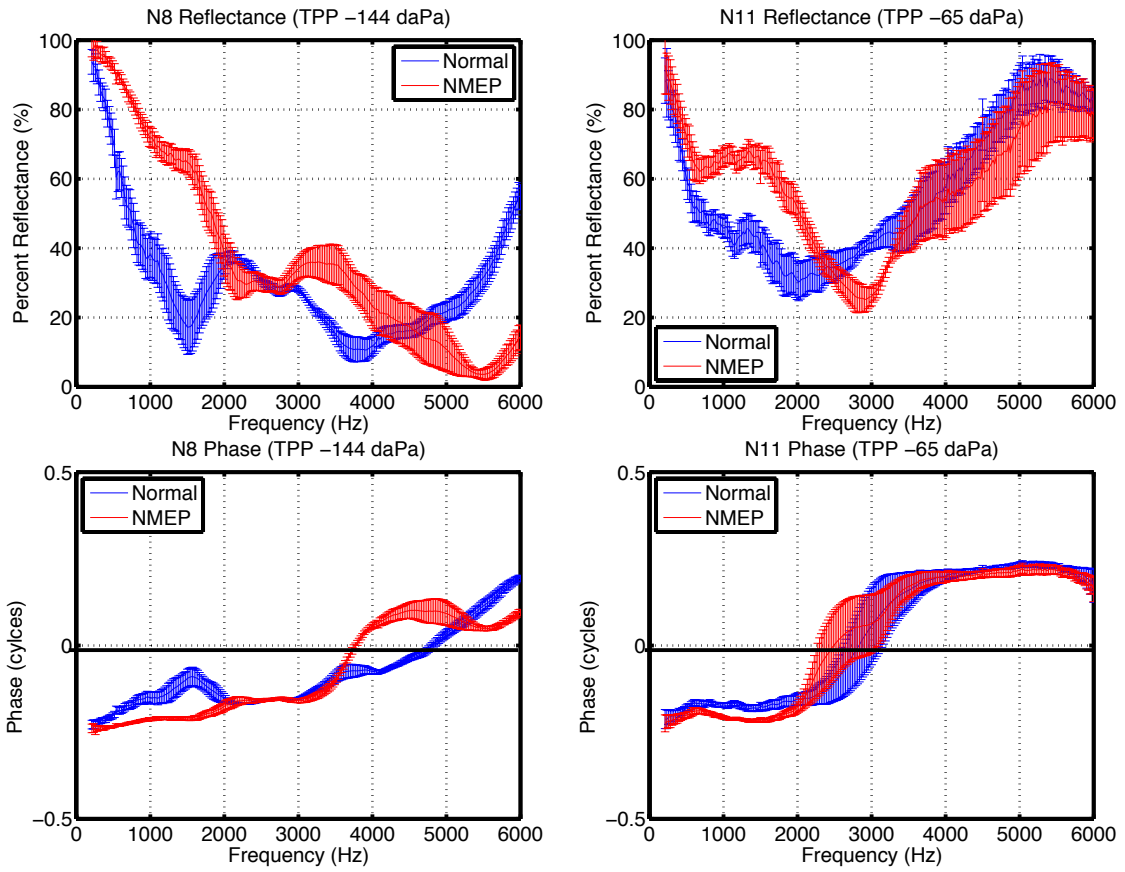 N8 Reflectance (TPP −144 daPa)
100
80
60
40
20
0
Percent Reflectance (%)
Normal
NMEP
0 1000 2000 3000 4000 5000 6000
Frequency (Hz)
N11 Reflectance (TPP −65 daPa)
100
80
60
40
20
0
Percent Reflectance (%)
Normal
NMEP
0 1000 2000 3000 4000 5000 6000
Frequency (Hz)
N8 Phase (TPP −144 daPa)
0.5
0
−0.5
Phase (cylces)
Normal
NMEP
0 1000 2000 3000 4000 5000 6000
Frequency (Hz)
N11 Phase (TPP −65 daPa)
0.5
0
−0.5
Phase (cycles)
Normal
NMEP
0 1000 2000 3000 4000 5000 6000
Frequency (Hz)